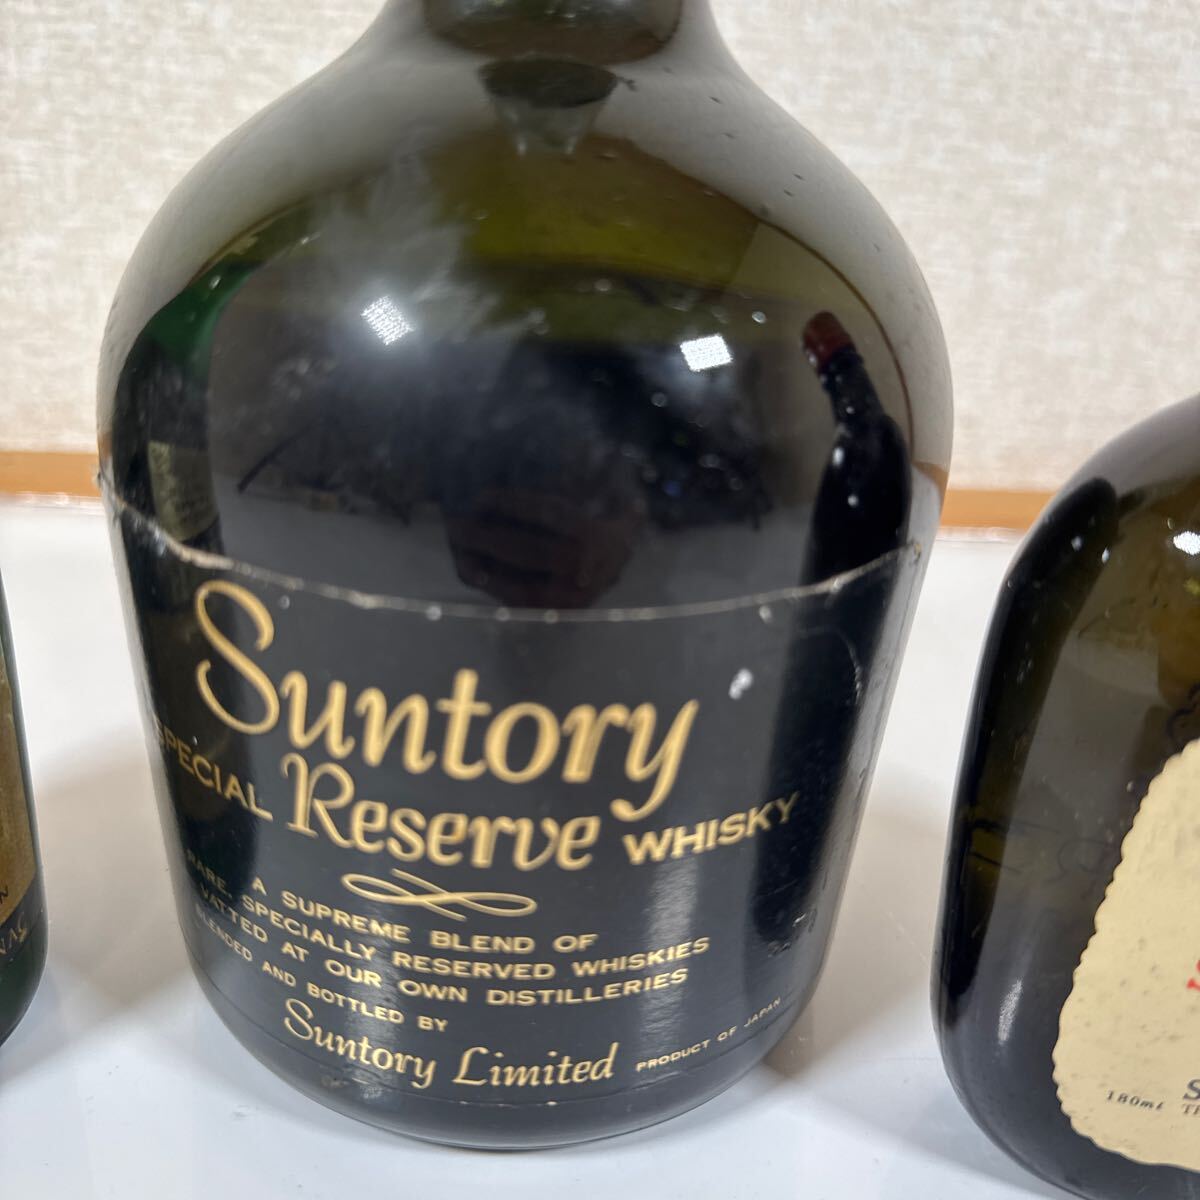 Suntory
SPECIAL Reserve WHISKY
A SUPREME BLEND OF
RARE, SPECIALLY RESERVED WHISKIES
VATTED AT OUR OWN DISTILLERIES
BLENDED AND BOTTLED BY
Suntory Limited
PRODUCT OF JAPAN
180ml